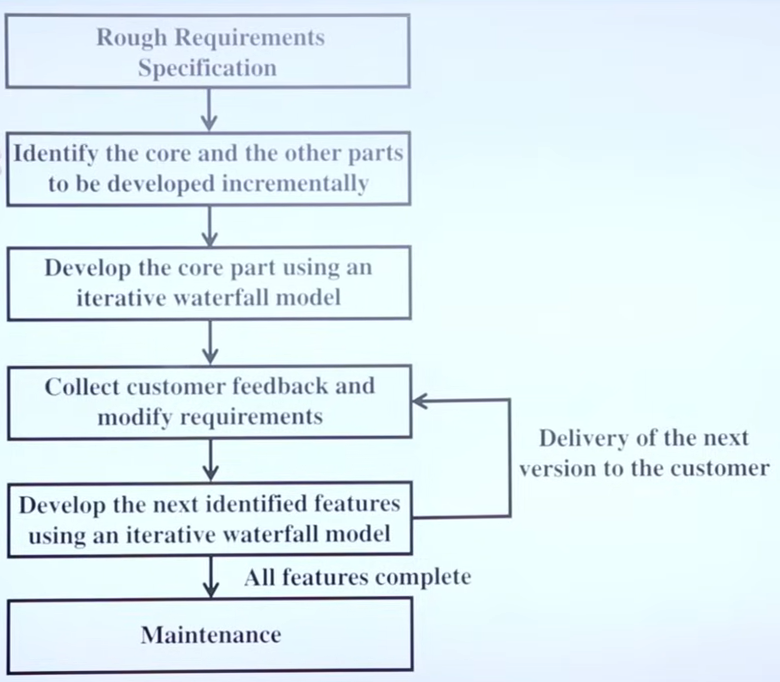 Rough Requirements
Specification
Identify the core and the other parts
to be developed incrementally
Develop the core part using an
iterative waterfall model
Collect customer feedback and
modify requirements
Delivery of the next
version to the customer
Develop the next identified features
using an iterative waterfall model
All features complete
Maintenance